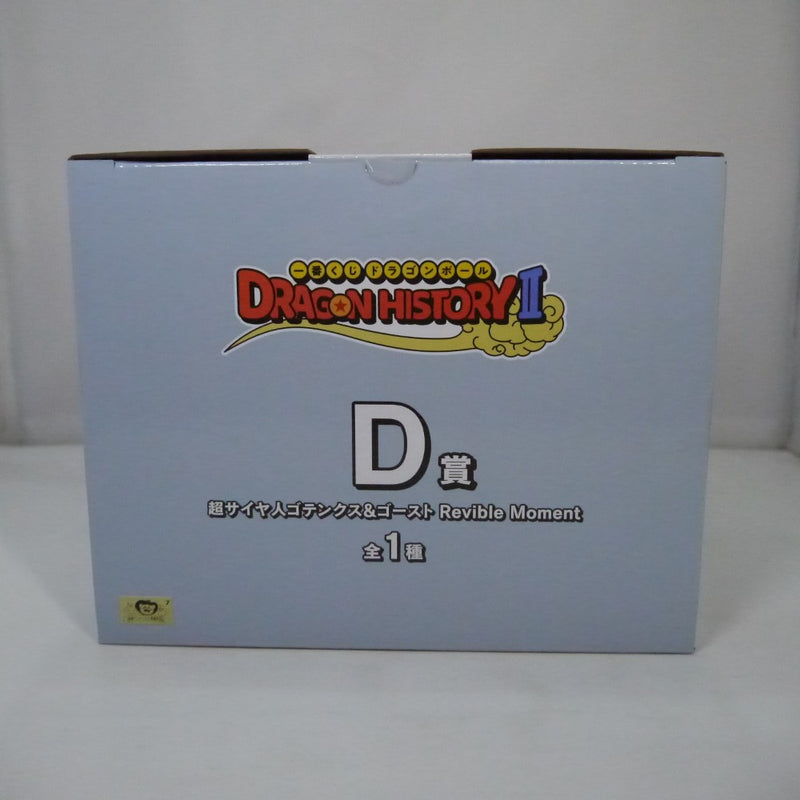 一番くじ ドラゴンボール
DRAGON HISTORY II
D賞
超サイヤ人ゴテンクス&ゴースト Revible Moment
全1種
7